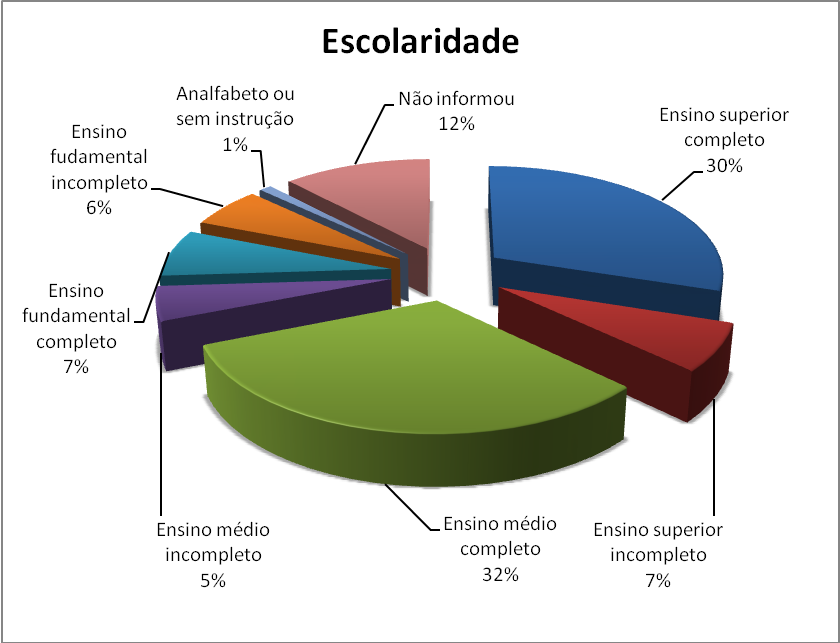 Escolaridade
Analfabeto ou
sem instrução
1%
Não informou
12%
Ensino superior
completo
30%
Ensino
fudamental
incompleto
6%
Ensino
fundamental
completo
7%
Ensino médio
incompleto
5%
Ensino médio
completo
32%
Ensino superior
incompleto
7%